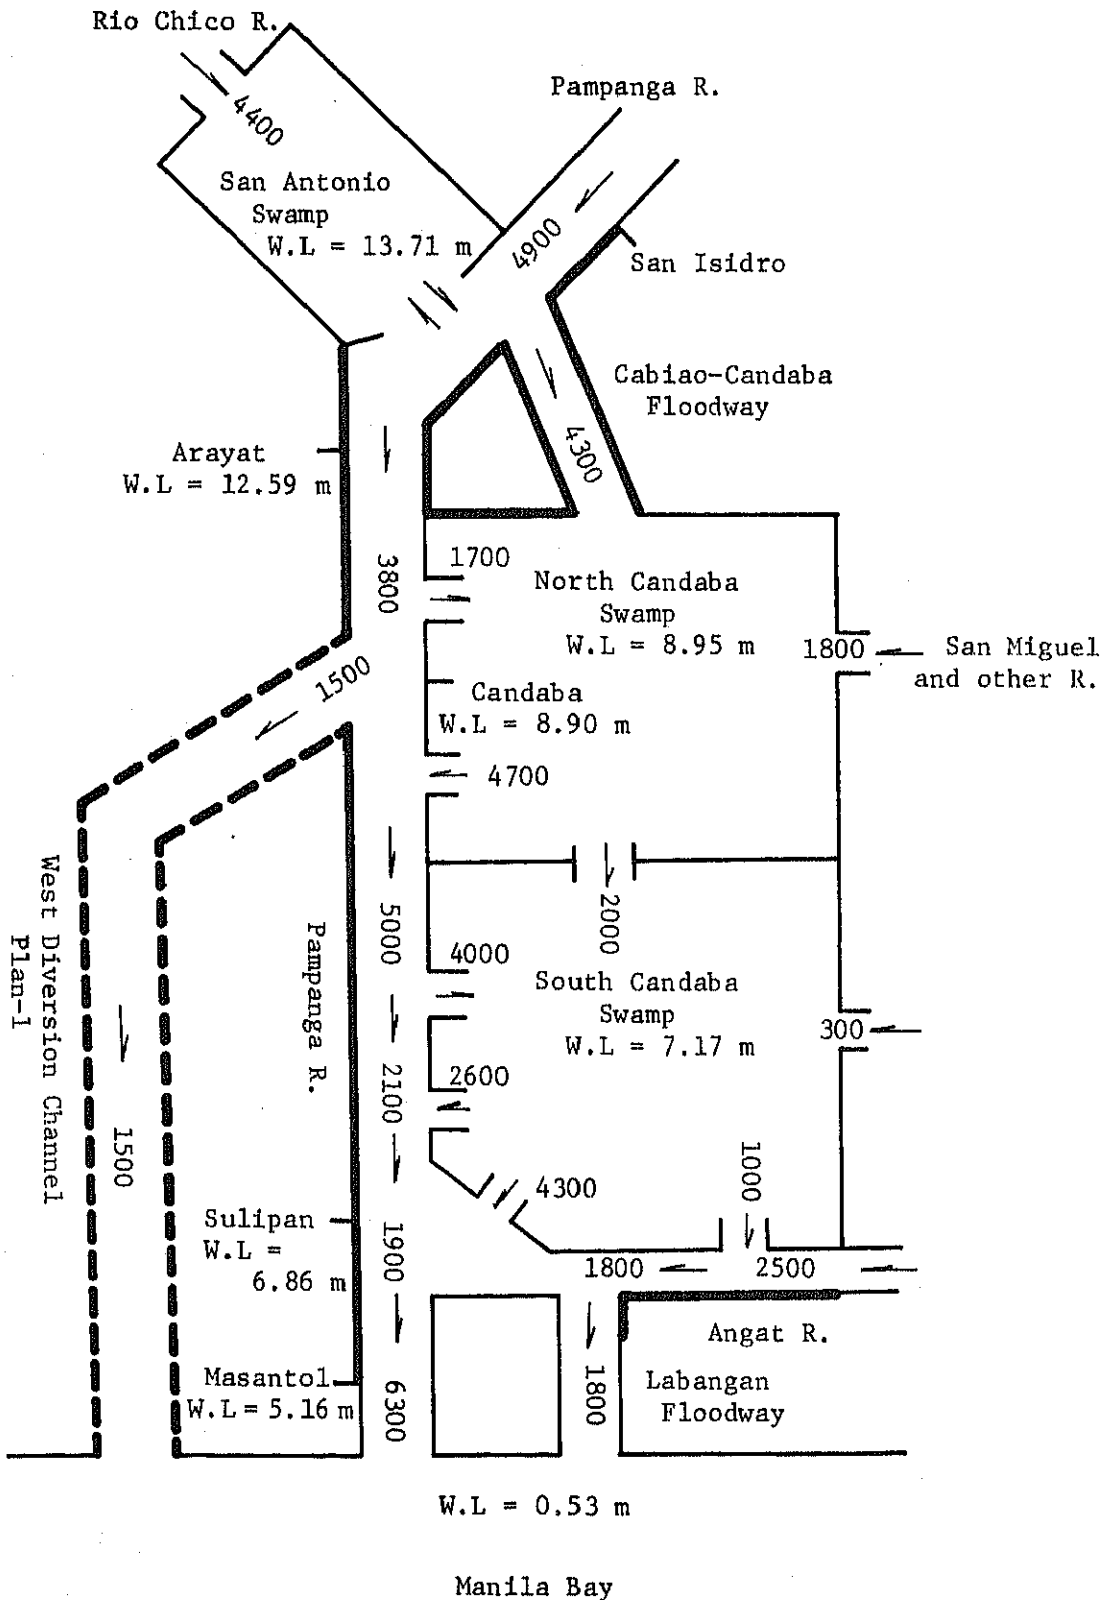 Rio Chico R.
Pampanga R.
4400
San Antonio
Swamp
W.L = 13.71 m
4900
San Isidro
Cabiao-Candaba
Floodway
4300
Arayat
W.L = 12.59 m
3800
1700
North Candaba
Swamp
W.L = 8.95 m
1800
San Miguel
and other R.
1500
Candaba
W.L = 8.90 m
4700
2000
5000
4000
South Candaba
Swamp
W.L = 7.17 m
300
West Diversion Channel
Plan-1
Pampanga R.
2100
2600
1500
1000
4300
Sulipan
W.L =
6.86 m
1900
1800
2500
Angat R.
Masantol
W.L = 5.16 m
6300
1800
Labangan
Floodway
W.L = 0.53 m
Manila Bay